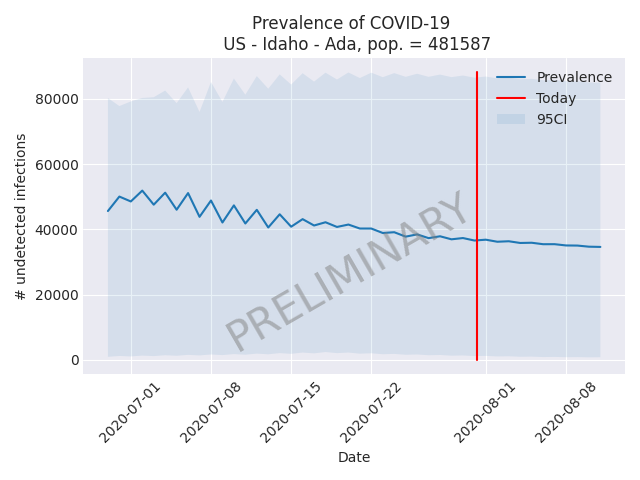 Prevalence of COVID-19
US - Idaho - Ada, pop. = 481587
# undetected infections
80000
60000
40000
20000
0
Prevalence
Today
95CI
PRELIMINARY
2020-07-01
2020-07-08
2020-07-15
2020-07-22
2020-08-01
2020-08-08
Date